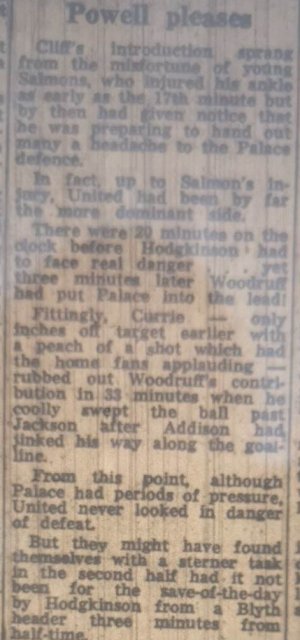 Powell pleases
Cliff's introduction sprang
from the misfortune of young
Salmons, who injured his ankle
as early as the 17th minute but
by then had given notice that
he was preparing to hand out
many a headache to the Palace
defence.
In fact, up to Salmon's in-
jury, United had been by far
the more dominant side.
There were 20 minutes on the
clock before Hodgkinson had
to face real danger . . . yet
three minutes later Woodruff
had put Palace into the lead!
Fittingly, Currie — only
inches off target earlier with
a peach of a shot which had
the home fans applauding —
rubbed out Woodruff's contri-
bution in 33 minutes when he
coolly swept the ball past
Jackson after Addison had
jinked his way along the goal-
line.
From this point, although
Palace had periods of pressure,
United never looked in danger
of defeat.
But they might have found
themselves with a sterner task
in the second half had it not
been for the save-of-the-day
by Hodgkinson from a Blyth
header three minutes from
half-time.